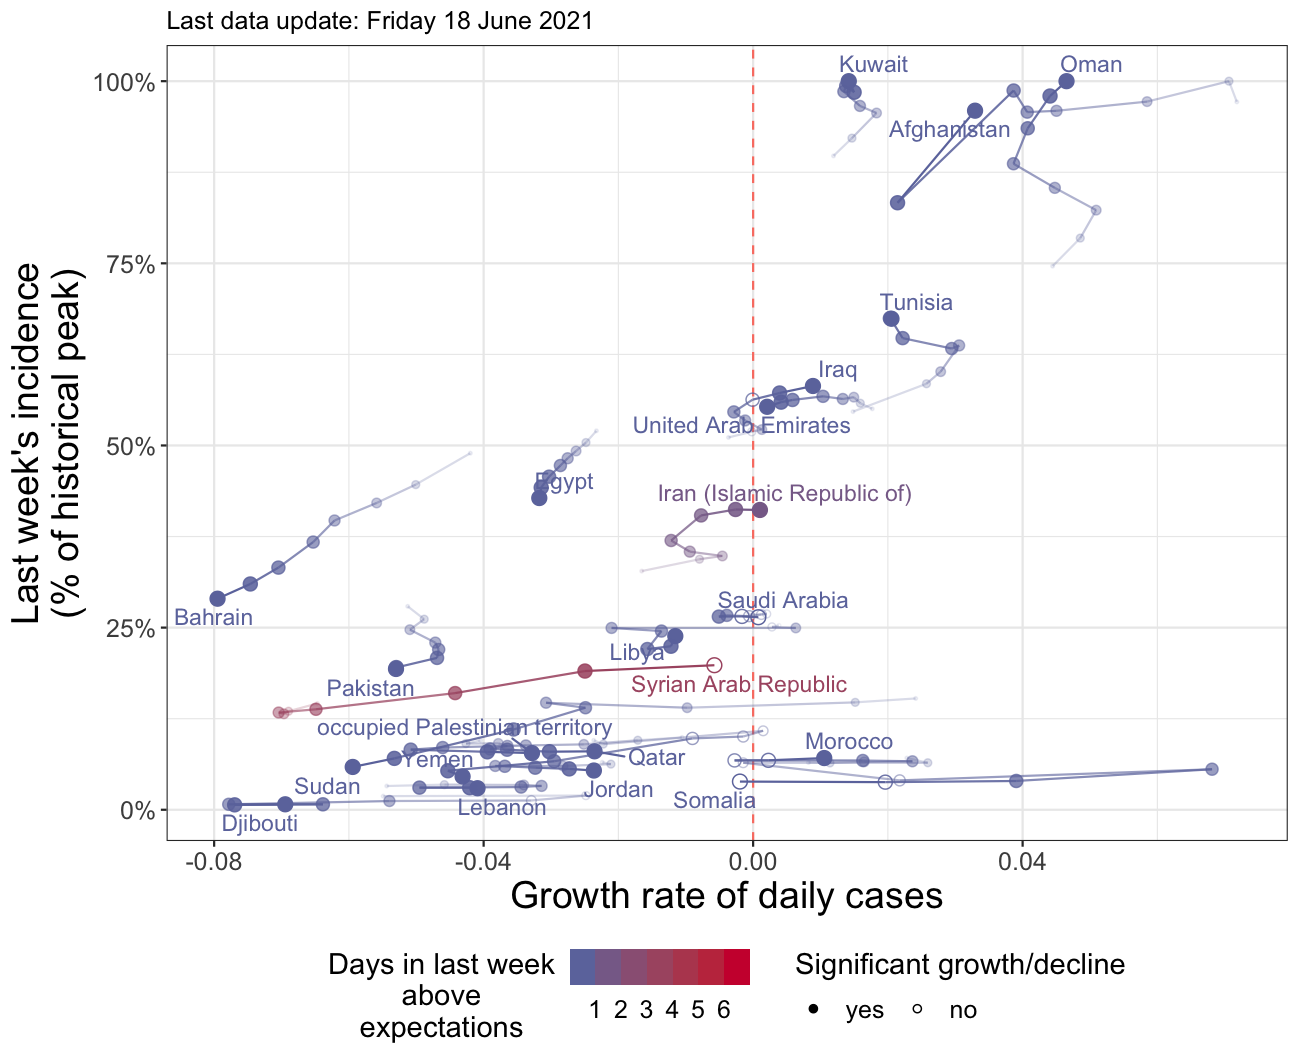 Last data update: Friday 18 June 2021
Last week's incidence
(% of historical peak)
100%
75%
50%
25%
0%
Kuwait
Oman
Afghanistan
Tunisia
Iraq
United Arab Emirates
Egypt
Iran (Islamic Republic of)
Bahrain
Saudi Arabia
Libya
Pakistan
Syrian Arab Republic
occupied Palestinian territory
Morocco
Yemen
Qatar
Sudan
Jordan
Somalia
Lebanon
Djibouti
-0.08
-0.04
0.00
0.04
Growth rate of daily cases
Days in last week
above
expectations
1 2 3 4 5 6
Significant growth/decline
yes
no